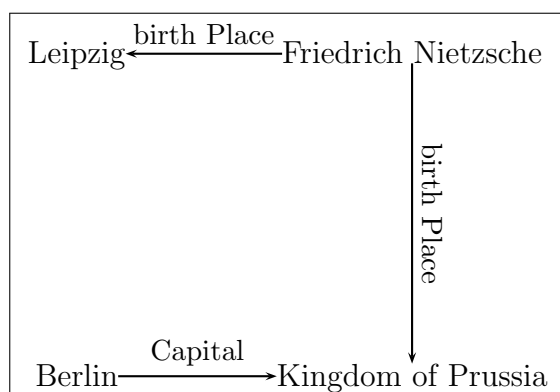 birth Place
Leipzig Friedrich Nietzsche
birth Place
Capital
Berlin Kingdom of Prussia